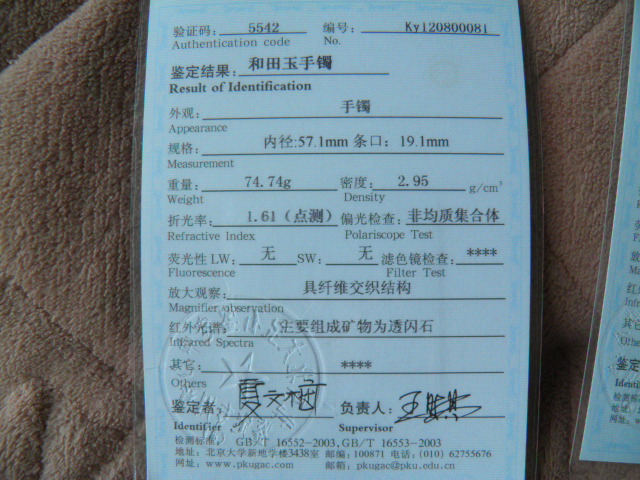 验证码： 5542 编号： Ky12080008i
Authentication code No.
鉴定结果： 和田玉手镯
Result of Identification
外观： 手镯
Appearance
规格： 内径:57.1mm 条口：19.1mm
Measurement
重量： 74.74g 密度： 2.95 g/cm³
Weight Density
折光率： 1.61（点测） 偏光检查： 非均质集合体
Refractive Index Polariscope Test
荧光性 LW： 无 SW： 无 滤色镜检查： ****
Fluorescence Filter Test
放大观察： 具纤维交织结构
Magnifier observation
红外光谱： 主要组成矿物为透闪石
Infrared Spectra
其它： ****
Others
鉴定者： 夏文 负责人： 王
Identifier Supervisor
检测标准： GB/T 16552-2003,GB/T 16553-2003
地址：北京大学新地学楼3438室 邮编：100871 电话：(010) 62755676
网址：www.pkugac.com 邮箱：pkugac@pku.edu.cn